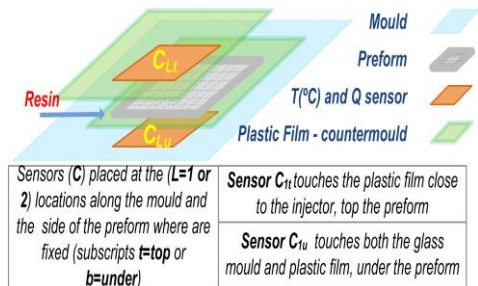 Mould
C_Lt
Preform
Resin
T(ºC) and Q sensor
C_Lu
Plastic Film - countermould
Sensors (C) placed at the (L=1 or
2) locations along the mould and
the side of the preform where are
fixed (subscripts t=top or
b=under)
Sensor C1t touches the plastic film close
to the injector, top the preform
Sensor C1u touches both the glass
mould and plastic film, under the preform